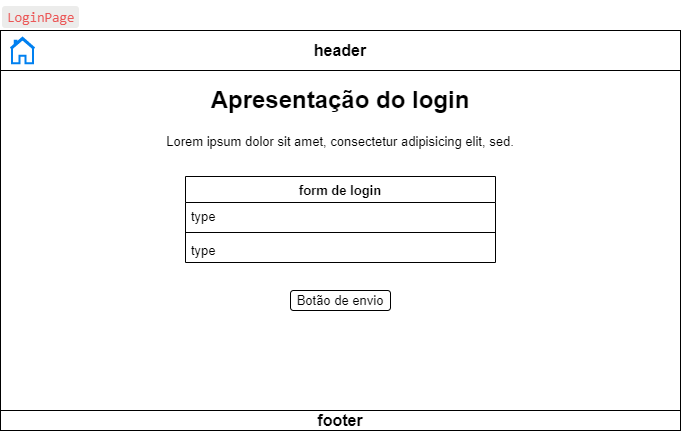 LoginPage
header
Apresentação do login
Lorem ipsum dolor sit amet, consectetur adipisicing elit, sed.
form de login
type
type
Botão de envio
footer